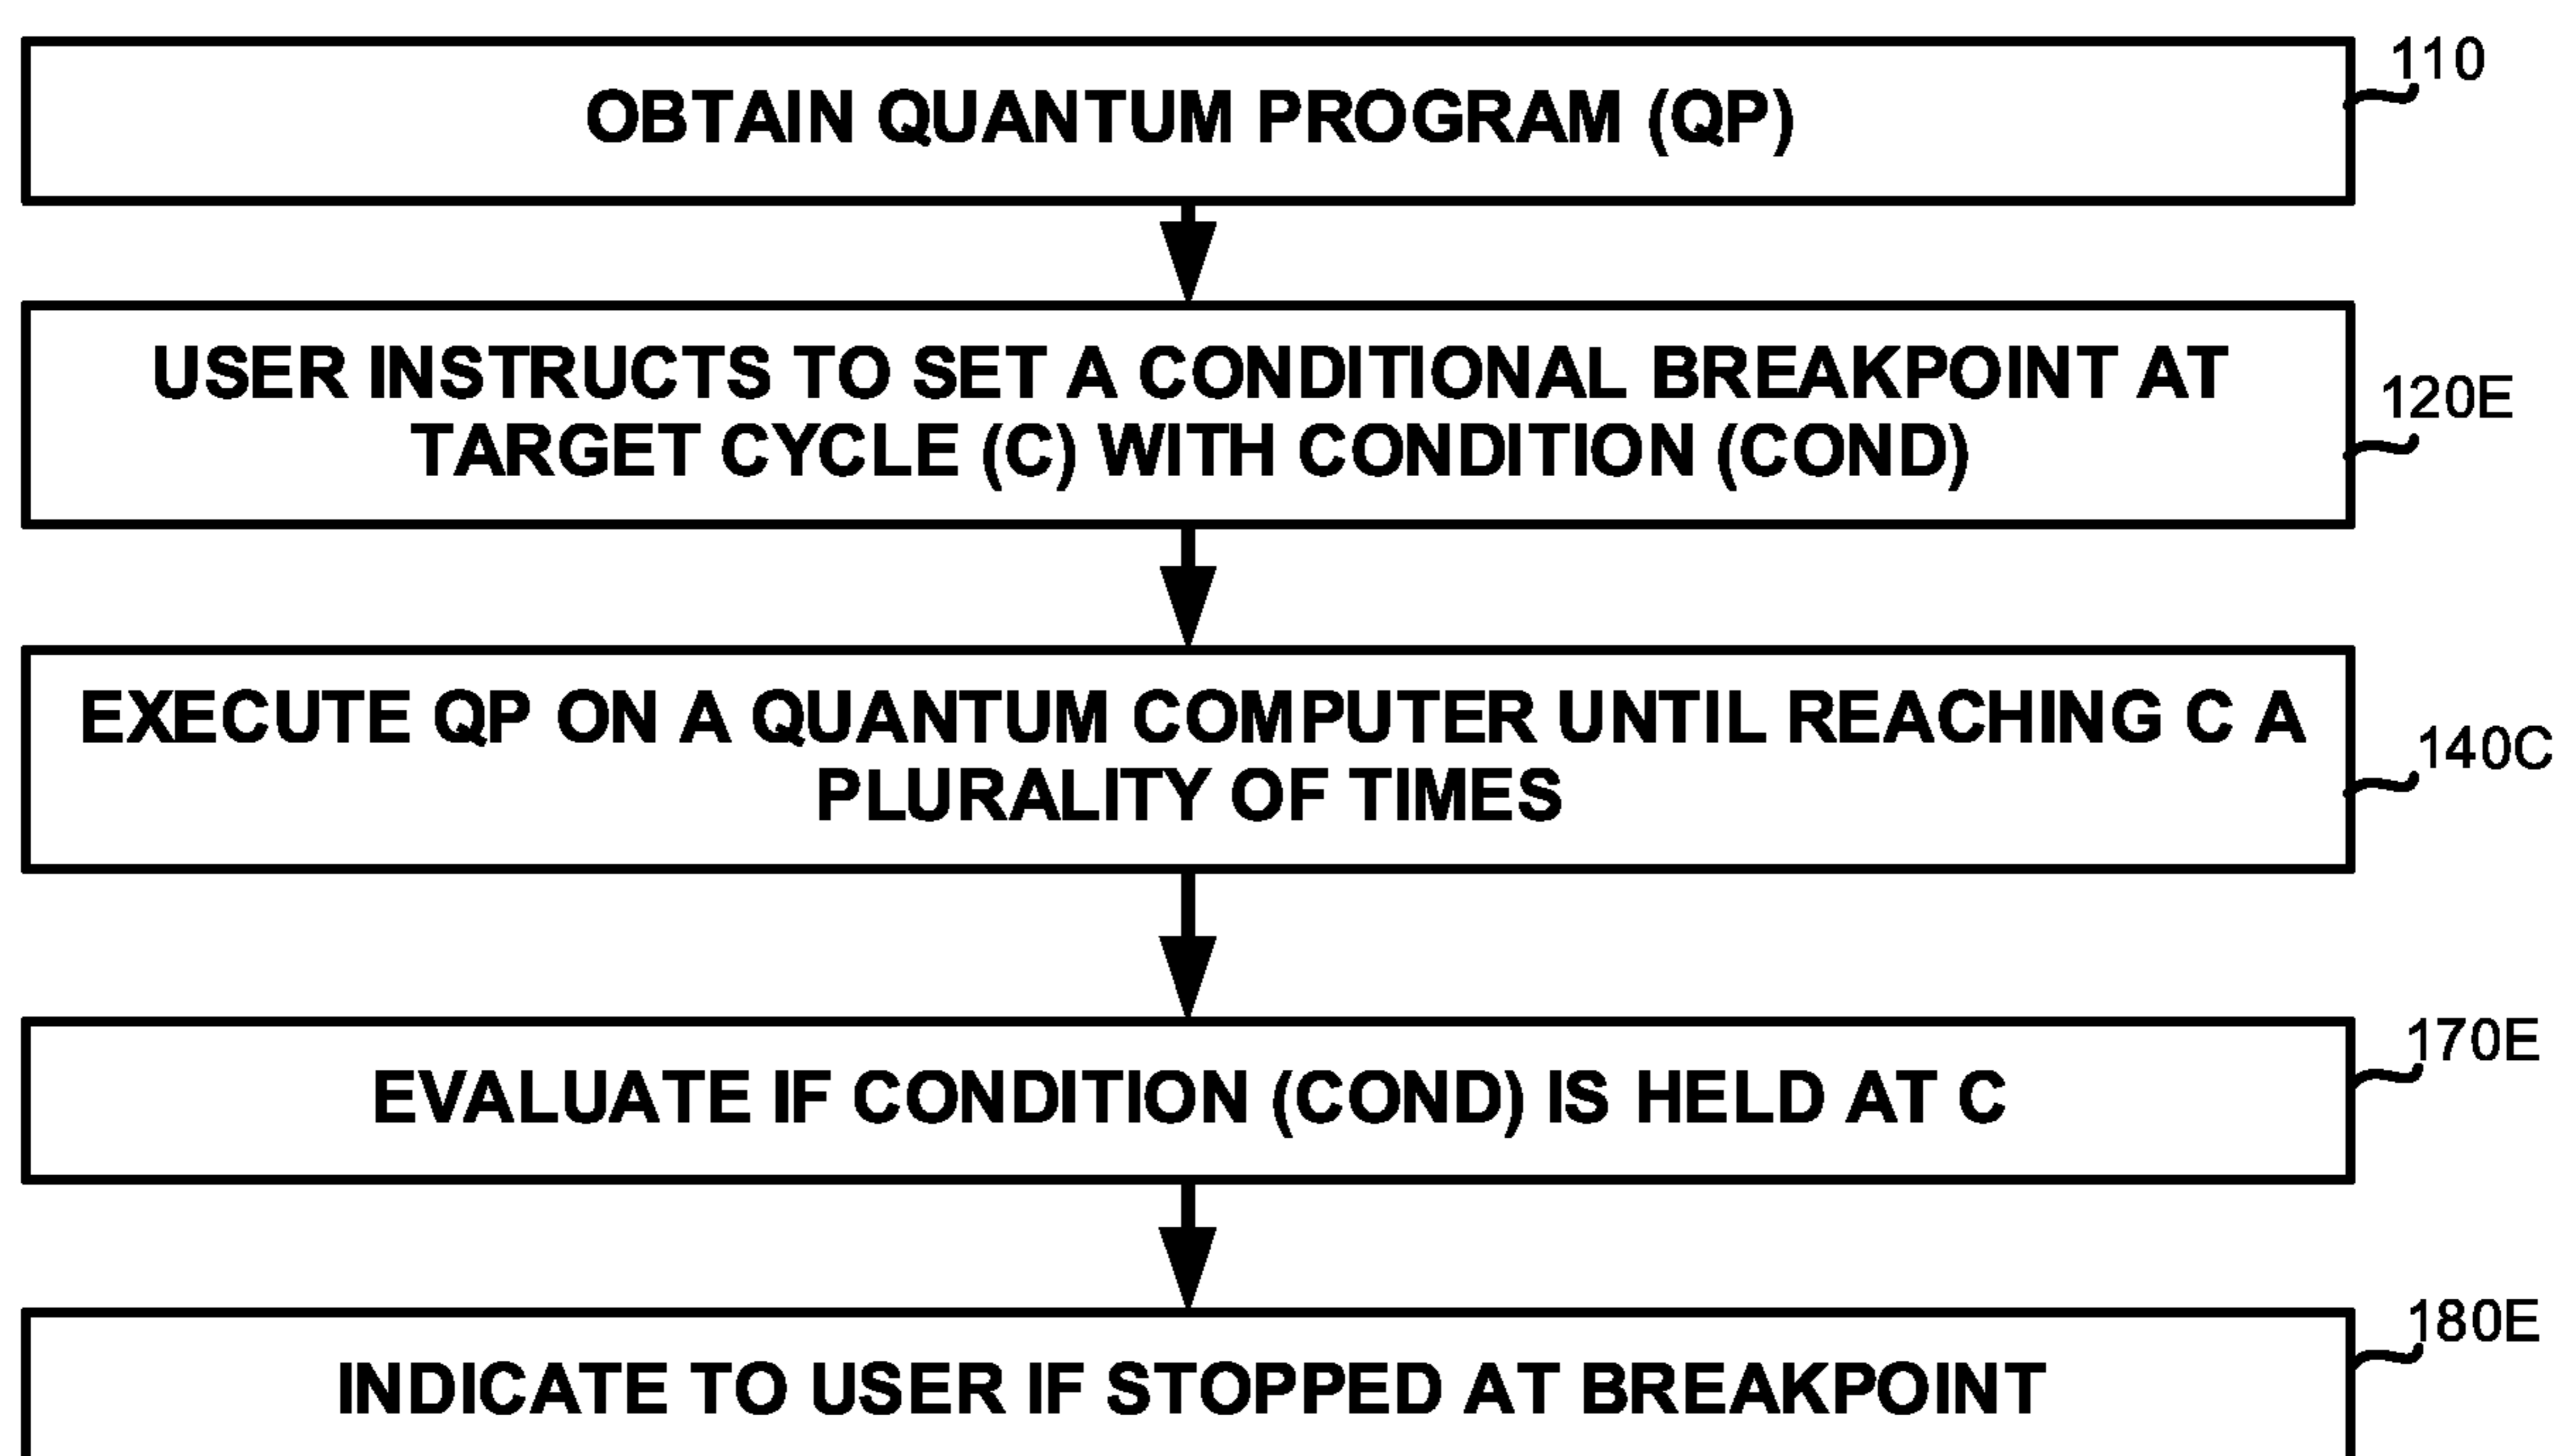 OBTAIN QUANTUM PROGRAM (QP)
110
USER INSTRUCTS TO SET A CONDITIONAL BREAKPOINT AT
TARGET CYCLE (C) WITH CONDITION (COND)
120E
EXECUTE QP ON A QUANTUM COMPUTER UNTIL REACHING C A
PLURALITY OF TIMES
140C
EVALUATE IF CONDITION (COND) IS HELD AT C
170E
INDICATE TO USER IF STOPPED AT BREAKPOINT
180E